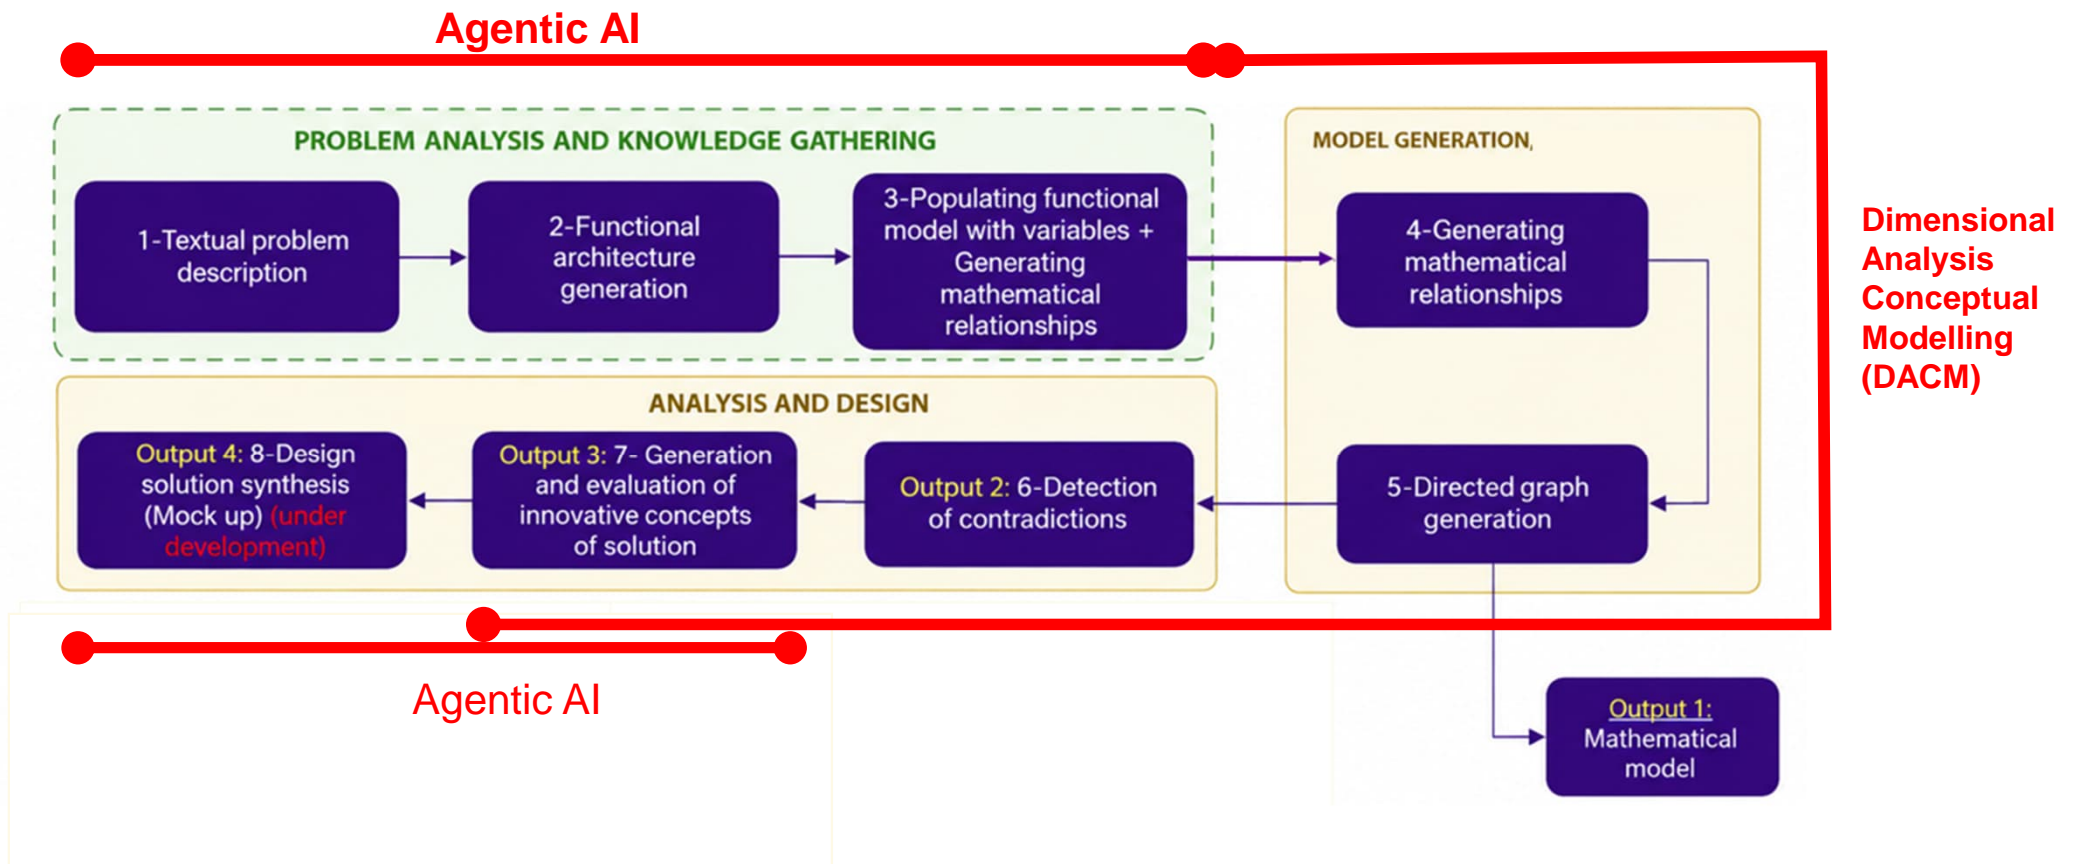 Agentic AI
PROBLEM ANALYSIS AND KNOWLEDGE GATHERING
1-Textual problem
description
2-Functional
architecture
generation
3-Populating functional
model with variables +
Generating
mathematical
relationships
MODEL GENERATION,
4-Generating
mathematical
relationships
Dimensional
Analysis
Conceptual
Modelling
(DACM)
ANALYSIS AND DESIGN
Output 4: 8-Design
solution synthesis
(Mock up) (under
development)
Output 3: 7- Generation
and evaluation of
innovative concepts
of solution
Output 2: 6-Detection
of contradictions
5-Directed graph
generation
Agentic AI
Output 1:
Mathematical
model